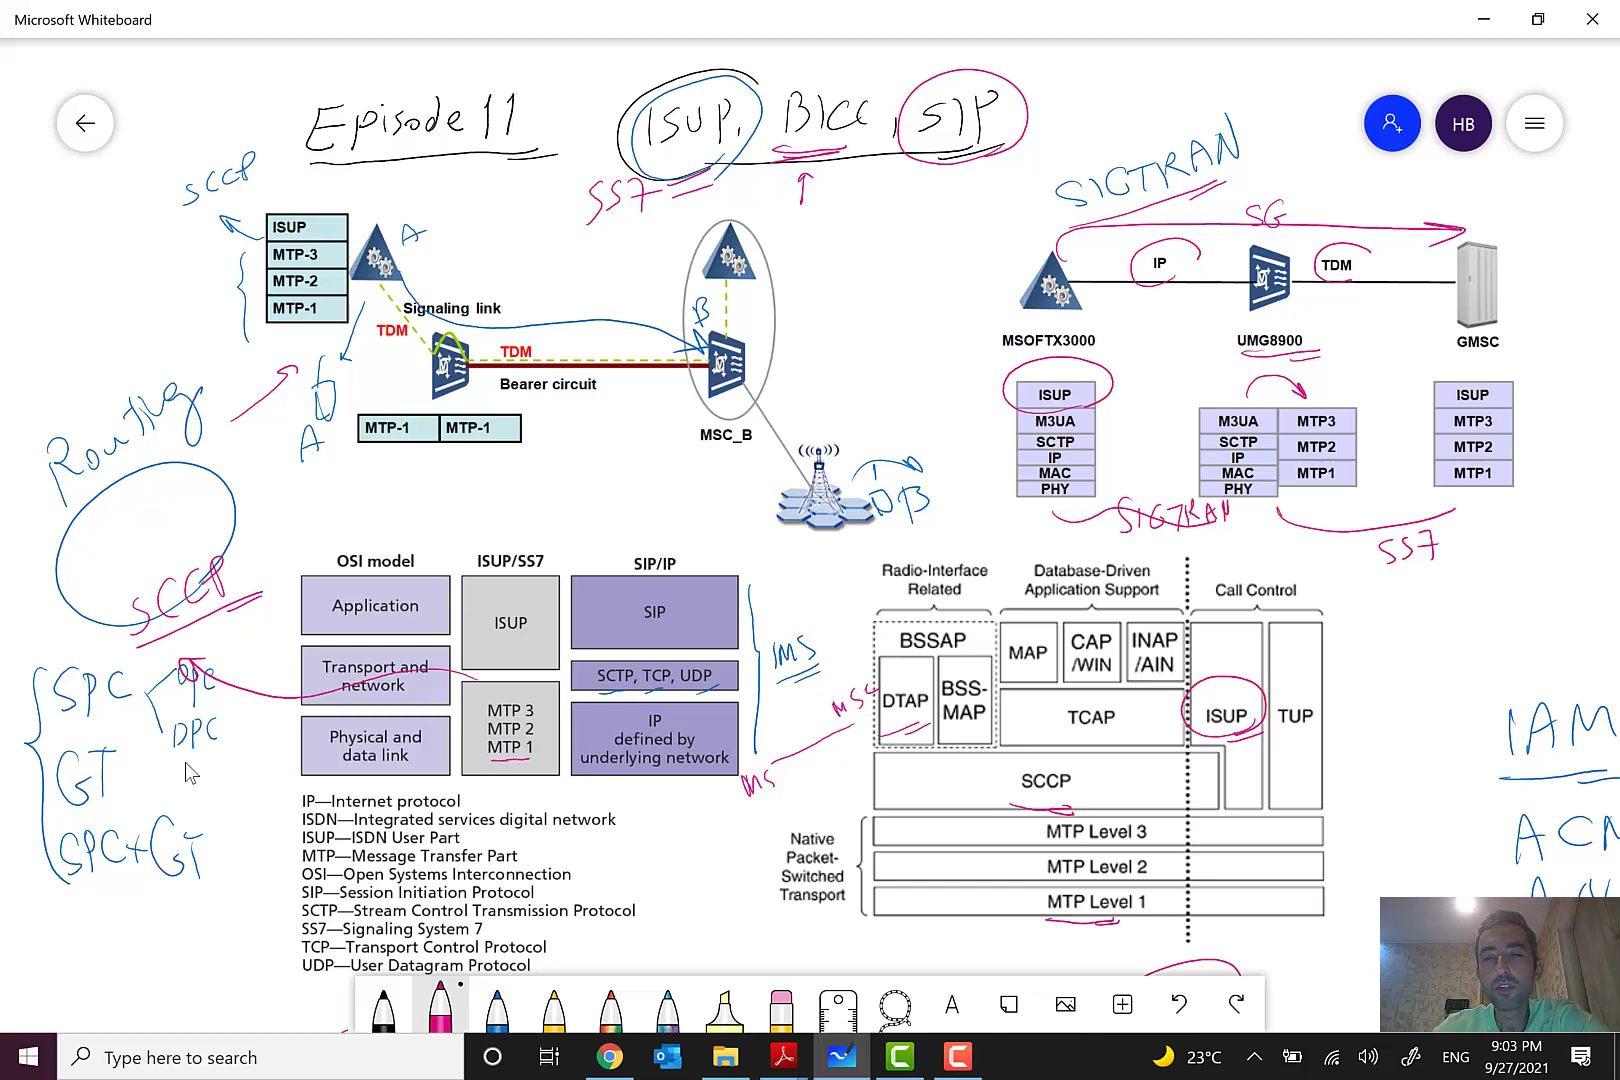 Microsoft Whiteboard
Episode 11
ISUP, BICC, SIP
SS7
HB
SCCP
ISUP
MTP-3
MTP-2
MTP-1
A
Signaling link
TDM
TDM
Bearer circuit
MTP-1 MTP-1
A
B
MSC_B
B
Routing
SCCP
SIGTRAN
SG
IP
TDM
MSOFTX3000
UMG8900
GMSC
ISUP
M3UA
SCTP
IP
MAC
PHY
M3UA
SCTP
IP
MAC
PHY
MTP3
MTP2
MTP1
ISUP
MTP3
MTP2
MTP1
SIGTRAN
SS7
SPC
OPC
DPC
GT
SPC+GT
OSI model
Application
Transport and
network
Physical and
data link
ISUP/SS7
ISUP
MTP 3
MTP 2
MTP 1
SIP/IP
SIP
SCTP, TCP, UDP
IP
defined by
underlying network
IMS
IP—Internet protocol
ISDN—Integrated services digital network
ISUP—ISDN User Part
MTP—Message Transfer Part
OSI—Open Systems Interconnection
SIP—Session Initiation Protocol
SCTP—Stream Control Transmission Protocol
SS7—Signaling System 7
TCP—Transport Control Protocol
UDP—User Datagram Protocol
MSC
MS
Radio-Interface
Related
Database-Driven
Application Support
Call Control
BSSAP
DTAP
BSS-
MAP
MAP
CAP
/WIN
INAP
/AIN
TCAP
ISUP
TUP
SCCP
Native
Packet-
Switched
Transport
MTP Level 3
MTP Level 2
MTP Level 1
IAM
ACM
Type here to search
23°C
ENG
9:03 PM
9/27/2021